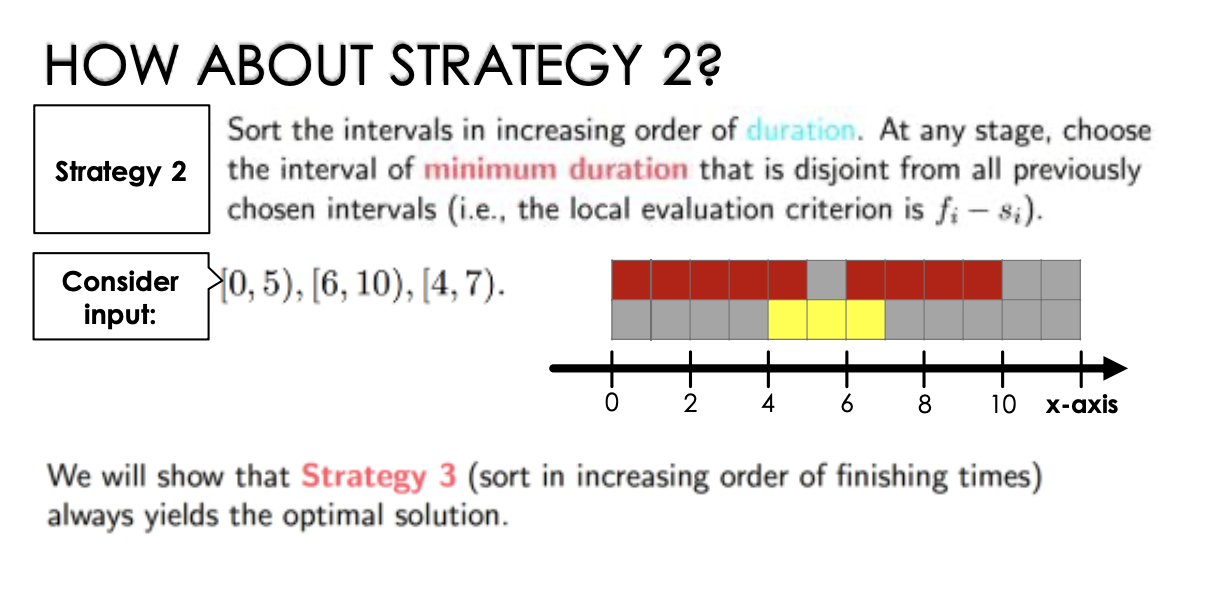 HOW ABOUT STRATEGY 2?
Strategy 2
Sort the intervals in increasing order of duration. At any stage, choose
the interval of minimum duration that is disjoint from all previously
chosen intervals (i.e., the local evaluation criterion is fᵢ − sᵢ).
Consider
input:
[0, 5), [6, 10), [4, 7).
0 2 4 6 8 10 x-axis
We will show that Strategy 3 (sort in increasing order of finishing times)
always yields the optimal solution.